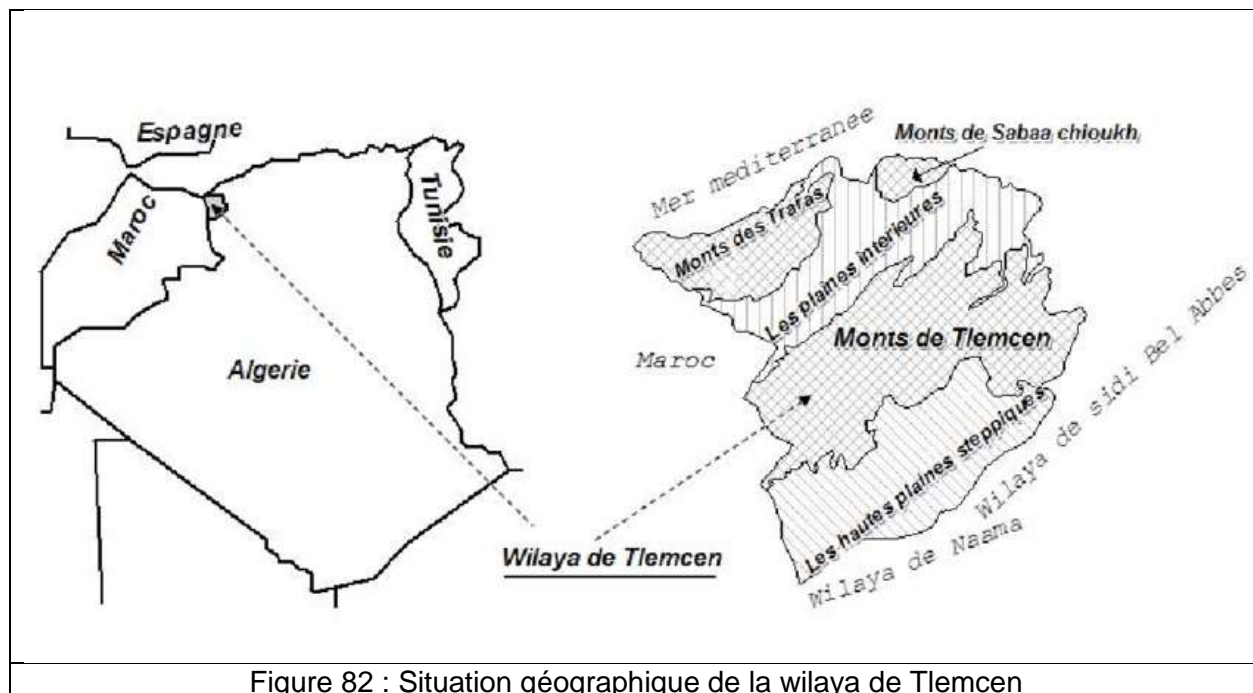 Espagne
Maroc
Tunisie
Algerie
Wilaya de Tlemcen
Mer mediterranee
Monts de Sabaa chioukh
Monts des Traras
Les plaines interieures
Maroc
Monts de Tlemcen
Les hautes plaines steppiques
Wilaya de sidi Bel Abbes
Wilaya de Naama
Figure 82 : Situation géographique de la wilaya de Tlemcen